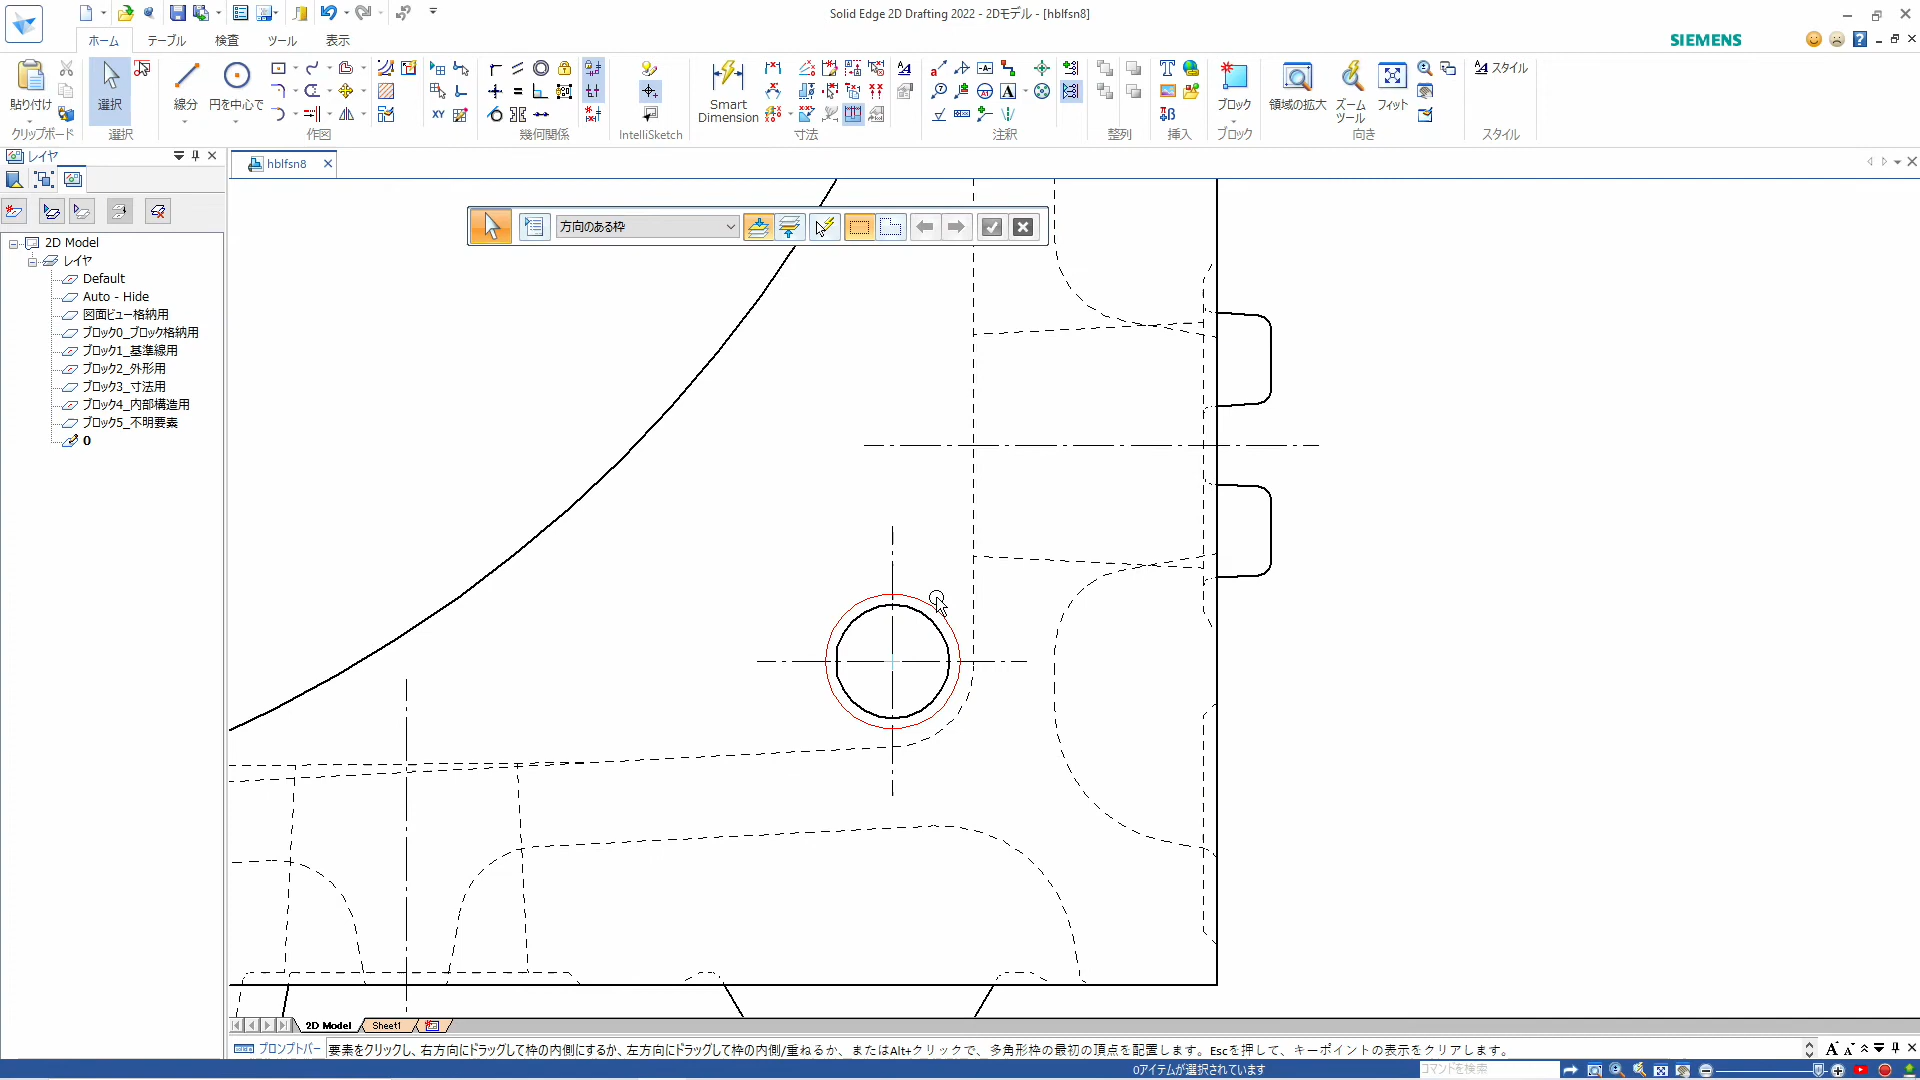 Solid Edge 2D Drafting 2022 - 2Dモデル - [hblfsn8]
ホーム テーブル 検査 ツール 表示
SIEMENS
貼り付け 選択 線分 円を中心で Smart Dimension ブロック 領域の拡大 ズームツール フィット スタイル
クリップボード 選択 作図 幾何関係 IntelliSketch 寸法 注釈 整列 挿入 ブロック 向き スタイル
レイヤ
hblfsn8
方向のある枠
2D Model
レイヤ
Default
Auto - Hide
図面ビュー格納用
ブロック0_ブロック格納用
ブロック1_基準線用
ブロック2_外形用
ブロック3_寸法用
ブロック4_内部構造用
ブロック5_不明要素
0
2D Model Sheet1
プロンプトバー 要素をクリックし、右方向にドラッグして枠の内側にするか、左方向にドラッグして枠の内側/重ねるか、またはAlt+クリックで、多角形枠の最初の頂点を配置します。Escを押して、キーポイントの表示をクリアします。
0アイテムが選択されています コマンドを検索